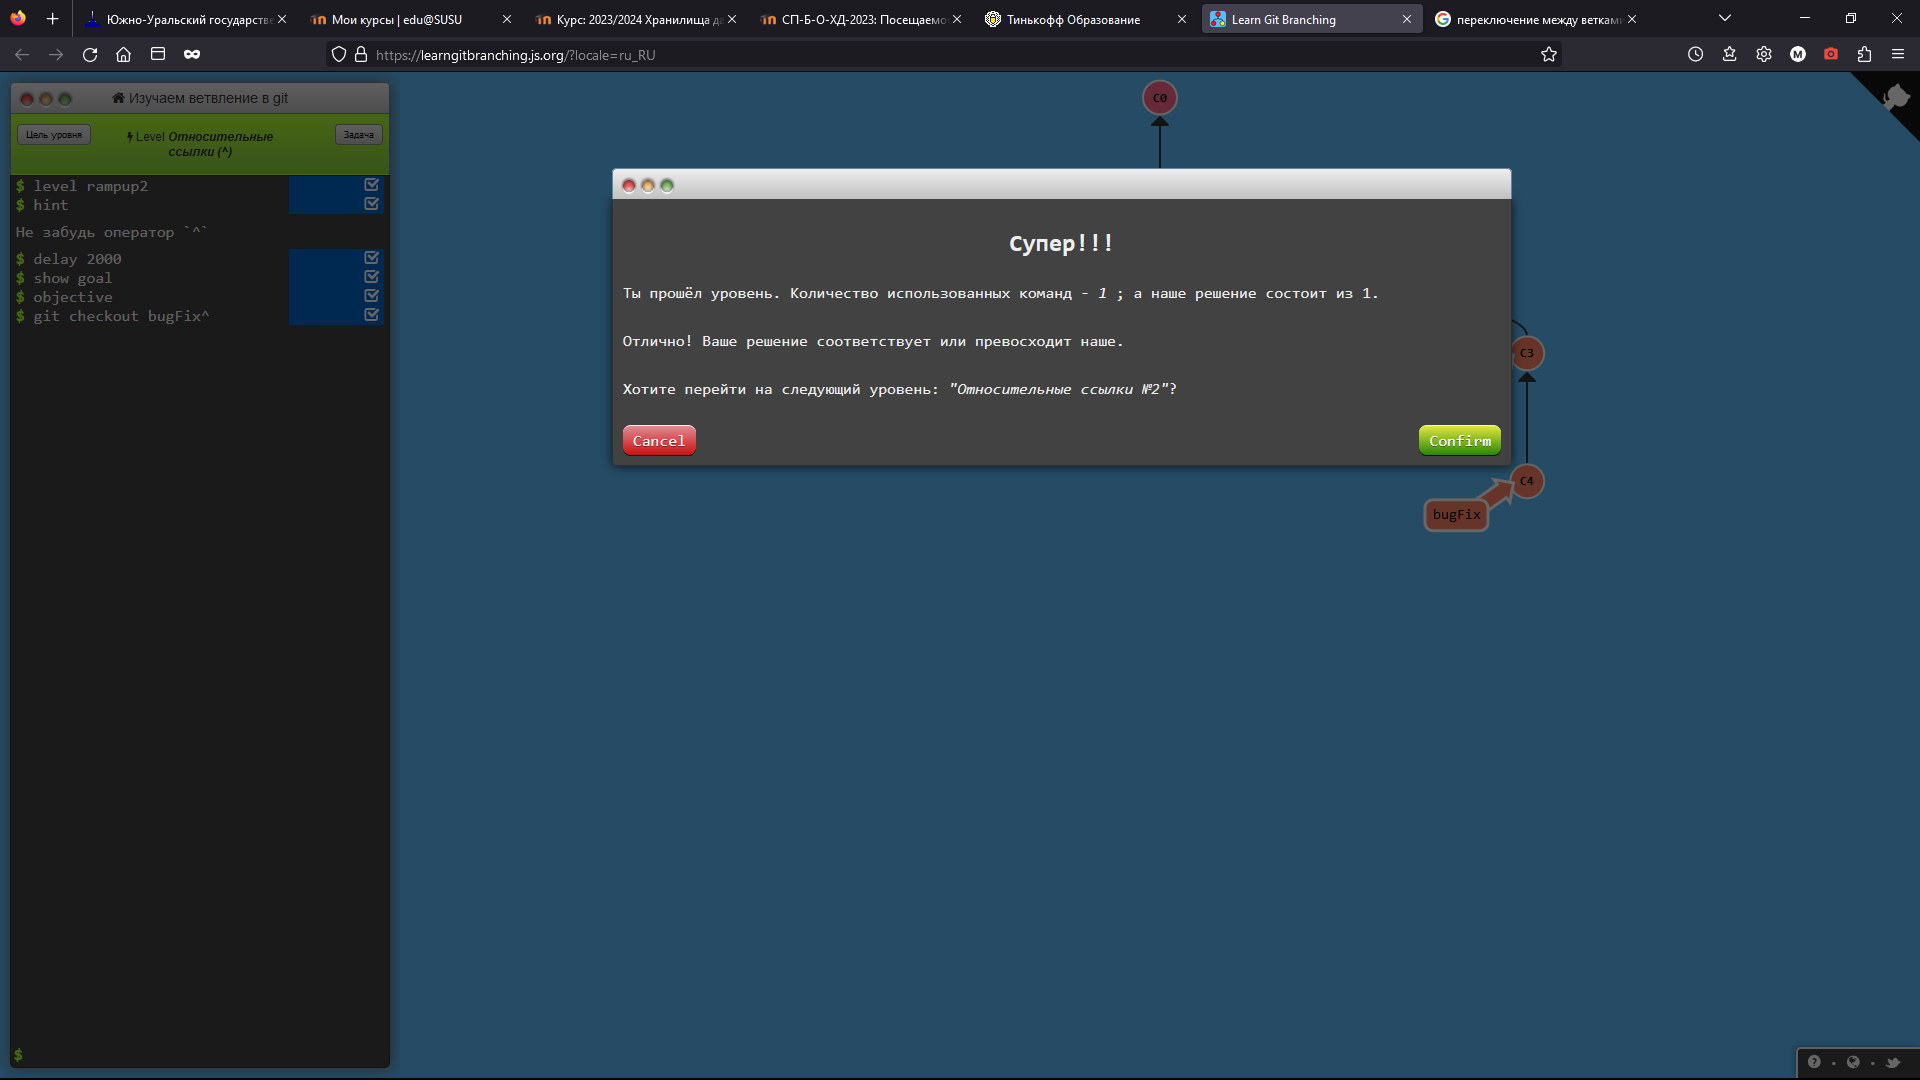 Южно-Уральский государстве
Мои курсы | edu@SUSU
Курс: 2023/2024 Хранилища да
СП-Б-О-ХД-2023: Посещаемо
Тинькофф Образование
Learn Git Branching
переключение между ветками
https://learngitbranching.js.org/?locale=ru_RU
M
Изучаем ветвление в git
Цель уровня
Level Относительные
ссылки (^)
Задача
$ level rampup2
$ hint
Не забудь оператор `^`
$ delay 2000
$ show goal
$ objective
$ git checkout bugFix^
$
C0
Супер!!!
Ты прошёл уровень. Количество использованных команд - 1 ; а наше решение состоит из 1.
Отлично! Ваше решение соответствует или превосходит наше.
Хотите перейти на следующий уровень: "Относительные ссылки №2"?
Cancel
Confirm
C3
C4
bugFix